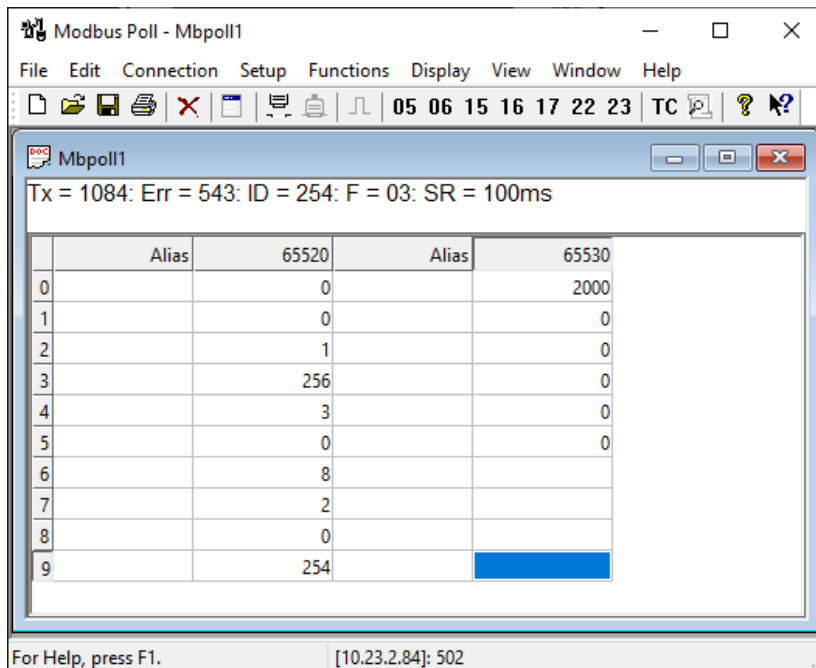 Modbus Poll - Mbpoll1
File Edit Connection Setup Functions Display View Window Help
05 06 15 16 17 22 23 TC
Mbpoll1
Tx = 1084: Err = 543: ID = 254: F = 03: SR = 100ms
Alias 65520 Alias 65530
0 0 2000
1 0 0
2 1 0
3 256 0
4 3 0
5 0 0
6 8
7 2
8 0
9 254
For Help, press F1. [10.23.2.84]: 502